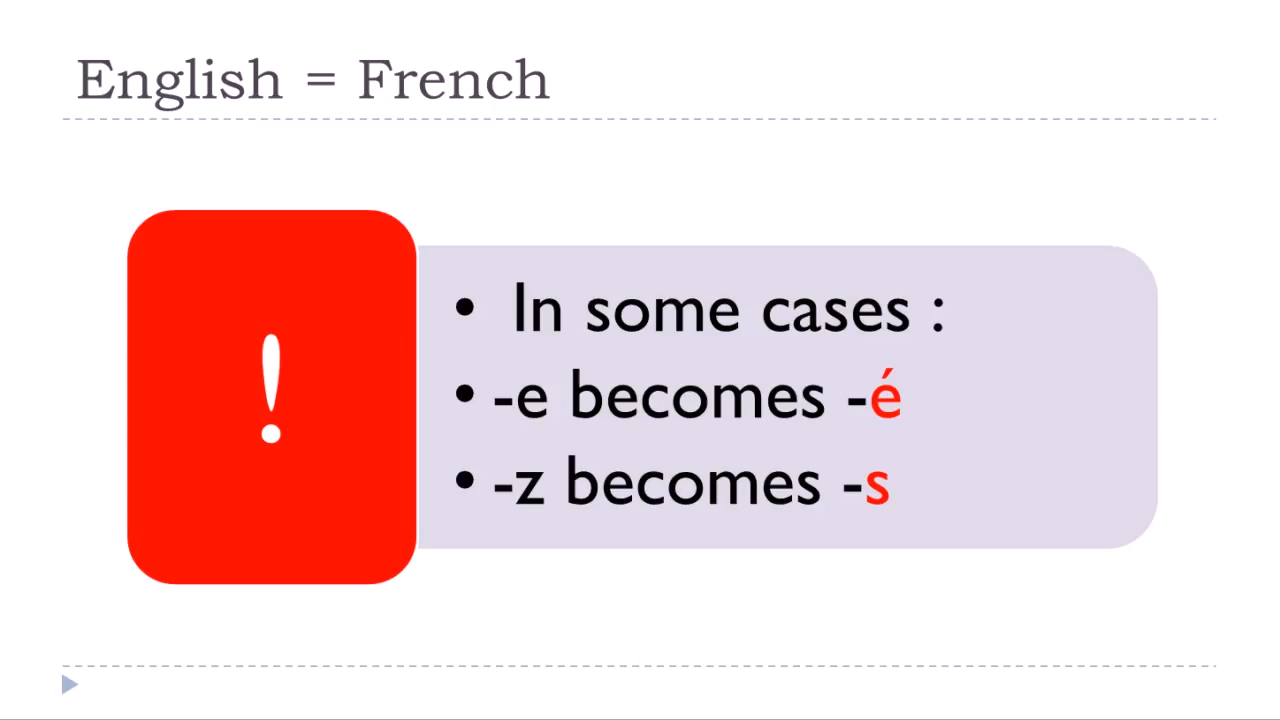 English = French
!
• In some cases :
• -e becomes -é
• -z becomes -s